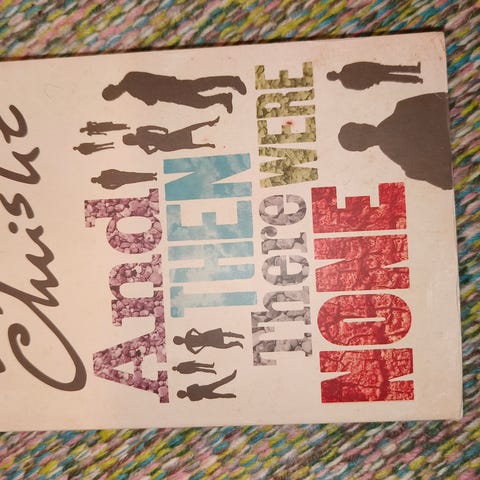 Christie
And
THEN
There WERE
NONE